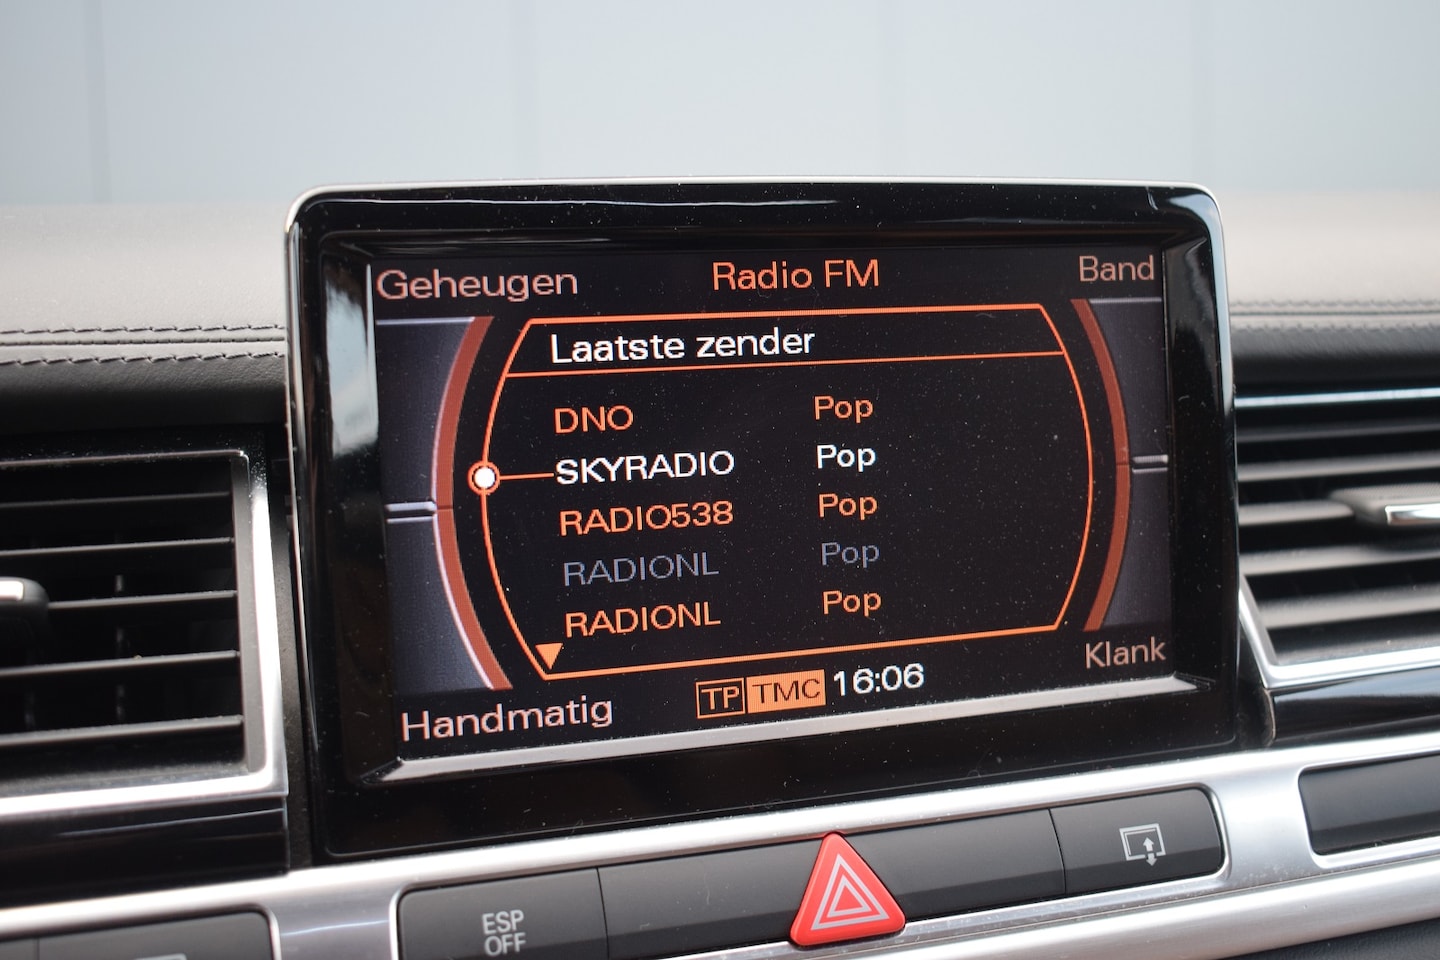 Geheugen Radio FM Band
Laatste zender
DNO Pop
SKYRADIO Pop
RADIO538 Pop
RADIONL Pop
RADIONL Pop
Klank
Handmatig TP TMC 16:06
ESP
OFF